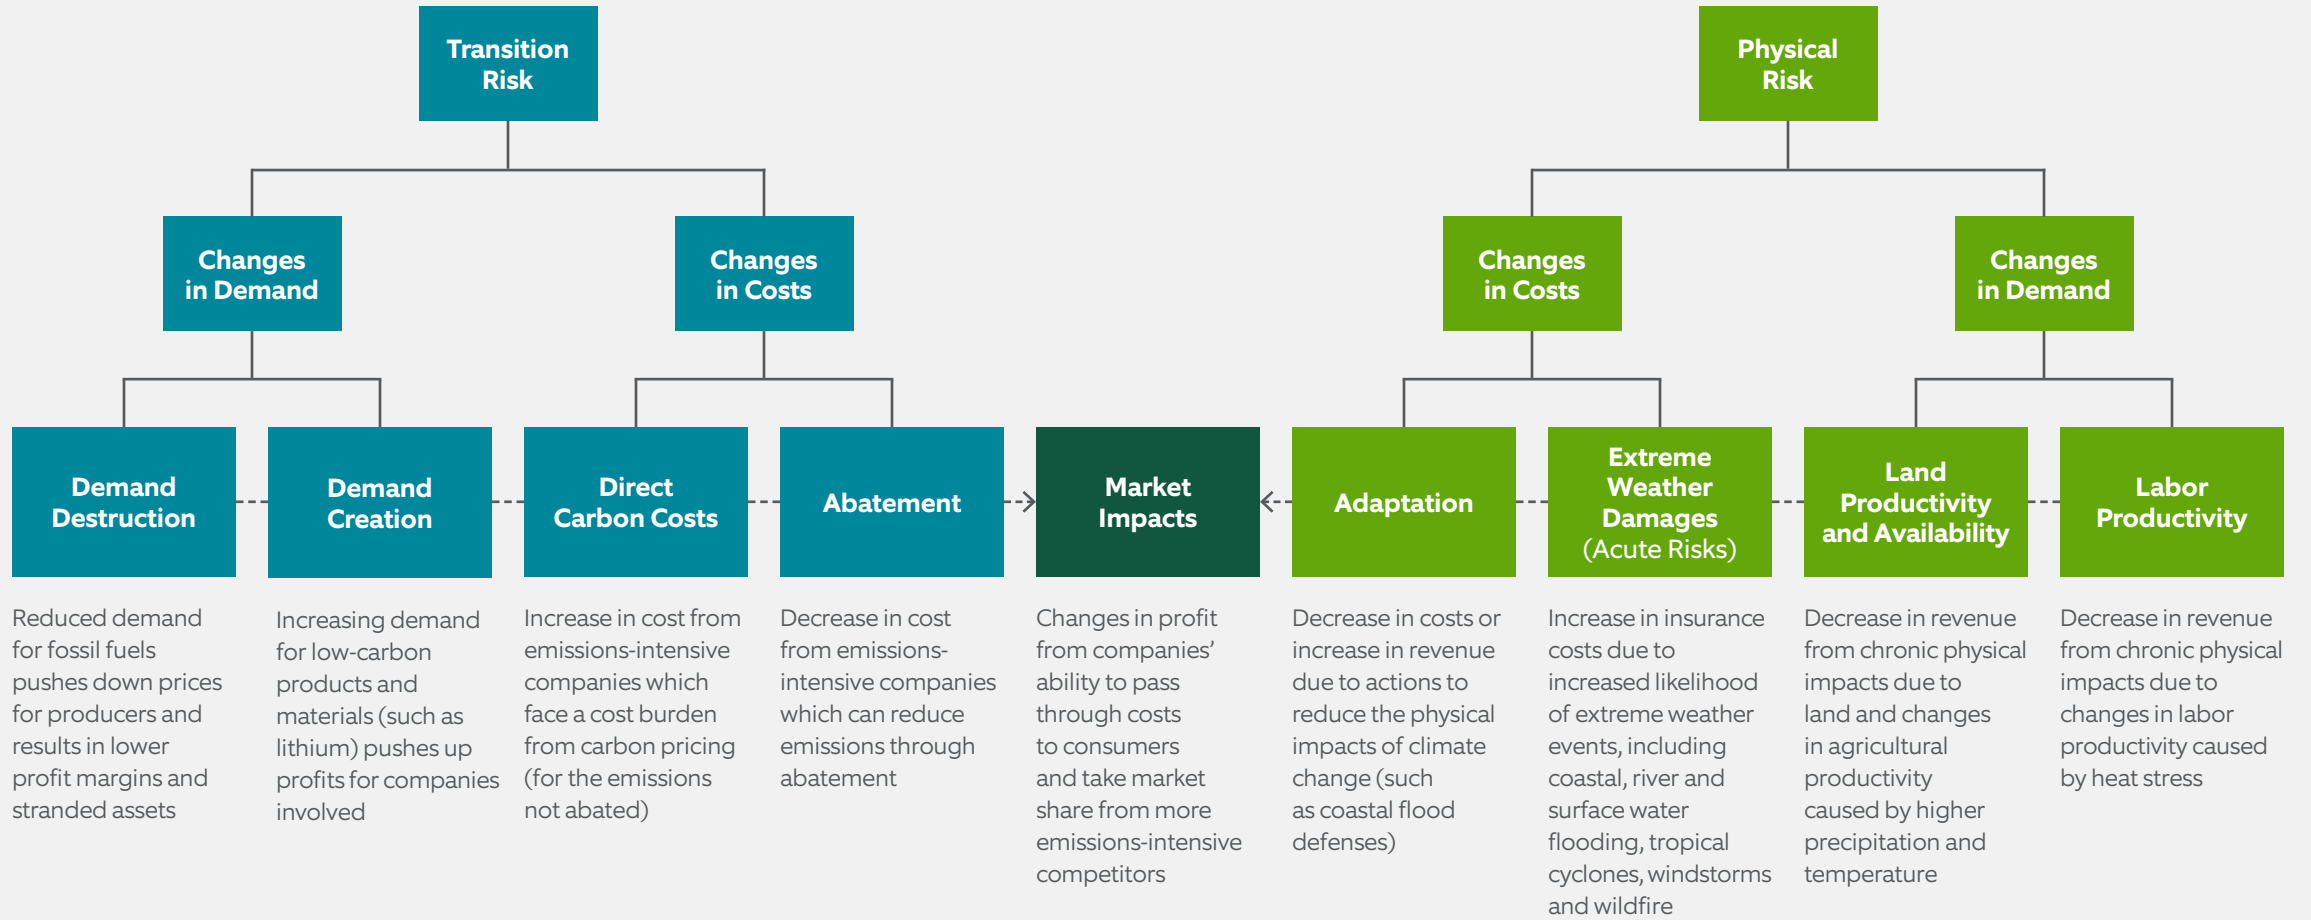 Transition
Risk
Physical
Risk
Changes
in Demand
Changes
in Costs
Changes
in Costs
Changes
in Demand
Demand
Destruction
Demand
Creation
Direct
Carbon Costs
Abatement
Market
Impacts
Adaptation
Extreme
Weather
Damages
(Acute Risks)
Land
Productivity
and Availability
Labor
Productivity
Reduced demand
for fossil fuels
pushes down prices
for producers and
results in lower
profit margins and
stranded assets
Increasing demand
for low-carbon
products and
materials (such as
lithium) pushes up
profits for companies
involved
Increase in cost from
emissions-intensive
companies which
face a cost burden
from carbon pricing
(for the emissions
not abated)
Decrease in cost
from emissions-
intensive companies
which can reduce
emissions through
abatement
Changes in profit
from companies’
ability to pass
through costs
to consumers
and take market
share from more
emissions-intensive
competitors
Decrease in costs or
increase in revenue
due to actions to
reduce the physical
impacts of climate
change (such
as coastal flood
defenses)
Increase in insurance
costs due to
increased likelihood
of extreme weather
events, including
coastal, river and
surface water
flooding, tropical
cyclones, windstorms
and wildfire
Decrease in revenue
from chronic physical
impacts due to
land and changes
in agricultural
productivity
caused by higher
precipitation and
temperature
Decrease in revenue
from chronic physical
impacts due to
changes in labor
productivity caused
by heat stress